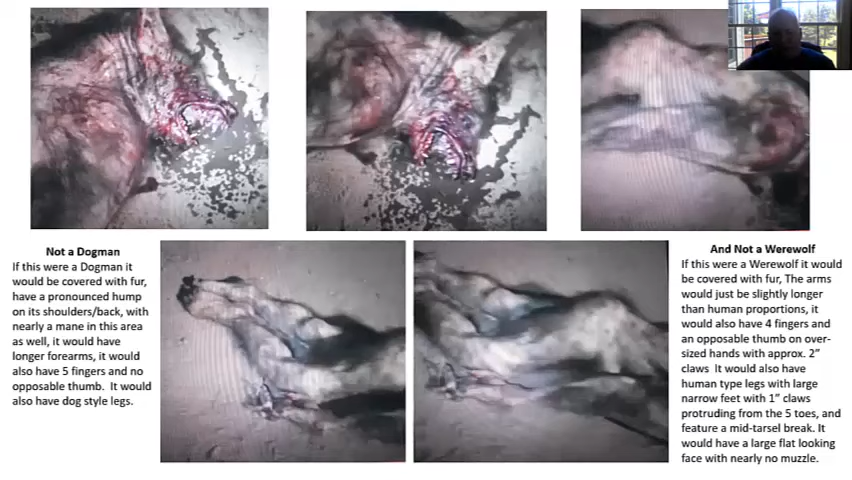 Not a Dogman
If this were a Dogman it
would be covered with fur,
have a pronounced hump
on its shoulders/back, with
nearly a mane in this area
as well, it would have
longer forearms, it would
also have 5 fingers and no
opposable thumb.  It would
also have dog style legs.
And Not a Werewolf
If this were a Werewolf it would
be covered with fur, The arms
would just be slightly longer
than human proportions, it
would also have 4 fingers and
an opposable thumb on over-
sized hands with approx. 2”
claws  It would also have
human type legs with large
narrow feet with 1” claws
protruding from the 5 toes, and
feature a mid-tarsel break. It
would have a large flat looking
face with nearly no muzzle.